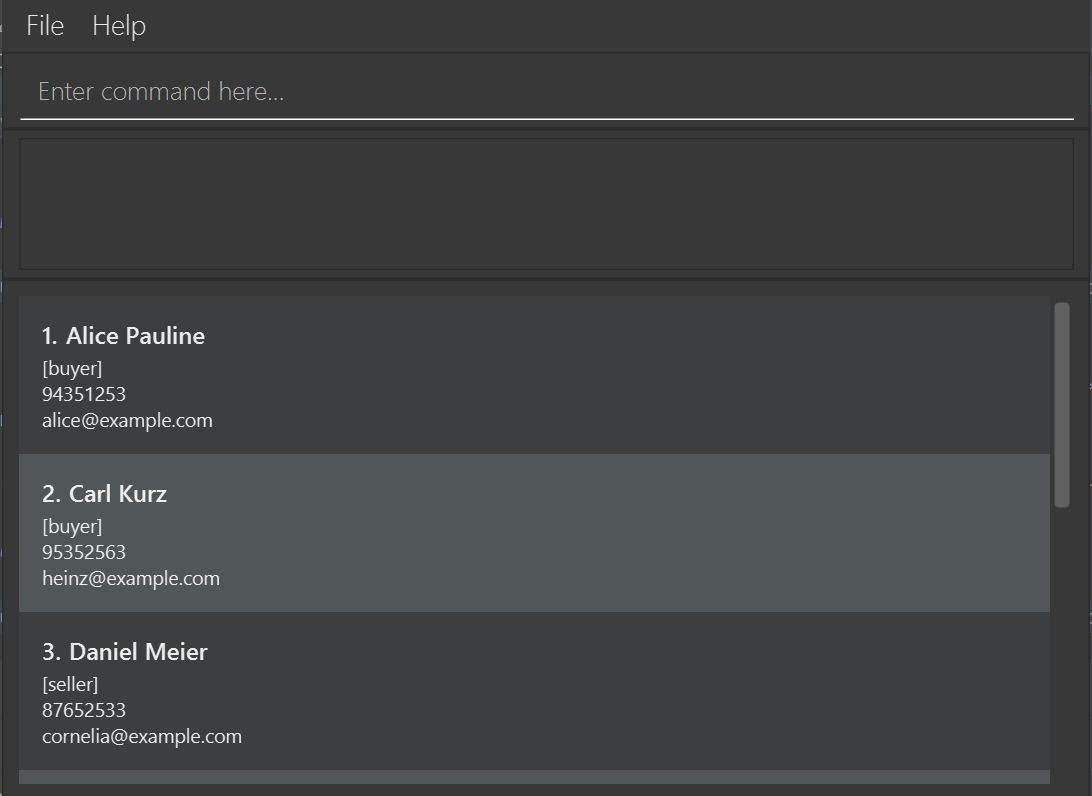 File Help
Enter command here...
1. Alice Pauline
[buyer]
94351253
alice@example.com
2. Carl Kurz
[buyer]
95352563
heinz@example.com
3. Daniel Meier
[seller]
87652533
cornelia@example.com